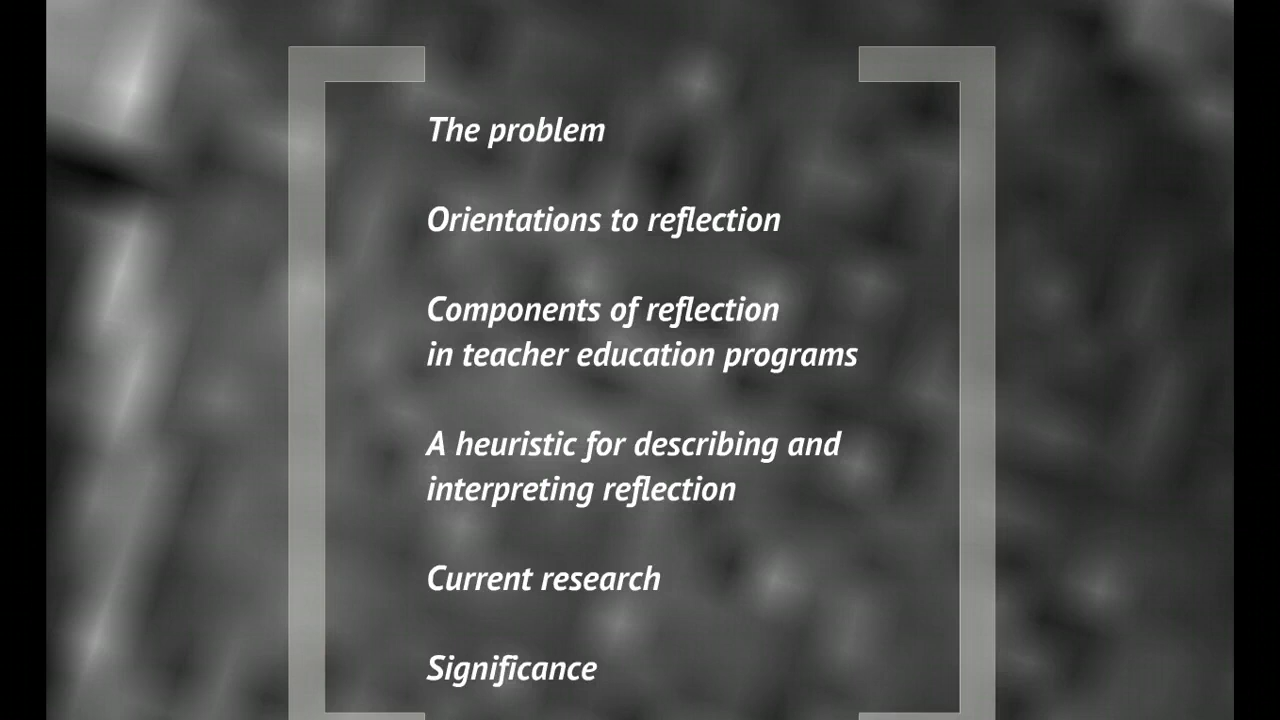 The problem
Orientations to reflection
Components of reflection
in teacher education programs
A heuristic for describing and
interpreting reflection
Current research
Significance